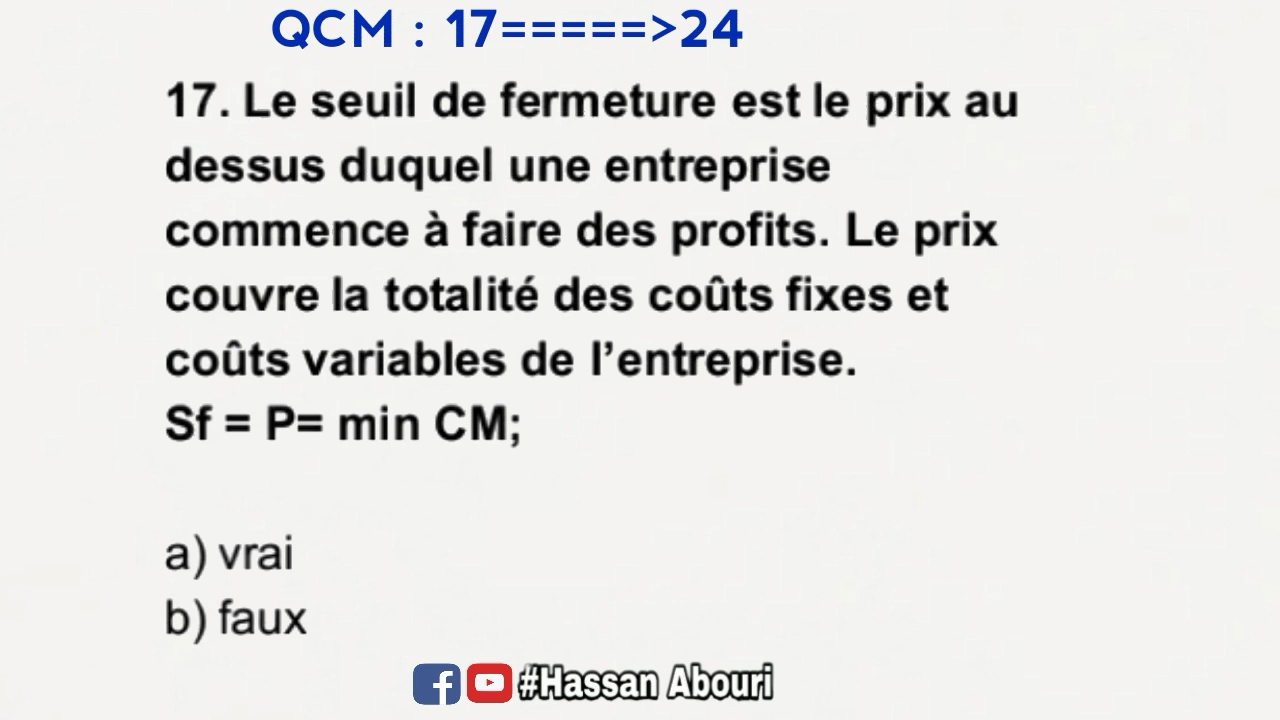 QCM : 17=====>24
17. Le seuil de fermeture est le prix au
dessus duquel une entreprise
commence à faire des profits. Le prix
couvre la totalité des coûts fixes et
coûts variables de l’entreprise.
Sf = P= min CM;
a) vrai
b) faux
#Hassan Abouri